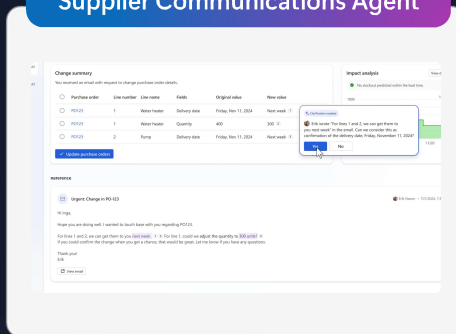 Supplier Communications Agent
Change summary
You received an email with request to change purchase order details.
Purchase order Line number Line name Fields Original value New value
PO123 1 Water heater Delivery date Friday, Nov 11, 2024 Next week
PO123 1 Water heater Quantity 400 300
PO123 2 Pump Delivery date Friday, Nov 11, 2024 Next week
Update purchase orders
Impact analysis
View d
No stockout predicted within the lead time.
Clarification needed
Erik wrote "For lines 1 and 2, we can get them to
you next week" in the email. Can we consider this as
confirmation of the delivery date, Friday, November 11, 2024?
Yes No
Reference
Urgent: Change in PO-123
Hi Inga,
Hope you are doing well. I wanted to touch base with you regarding PO123.
For lines 1 and 2, we can get them to you next week. For line 1, could we adjust the quantity to 300 units?
If you could confirm the change when you get a chance, that would be great. Let me know if you have any questions.
Thank you!
Erik
View email